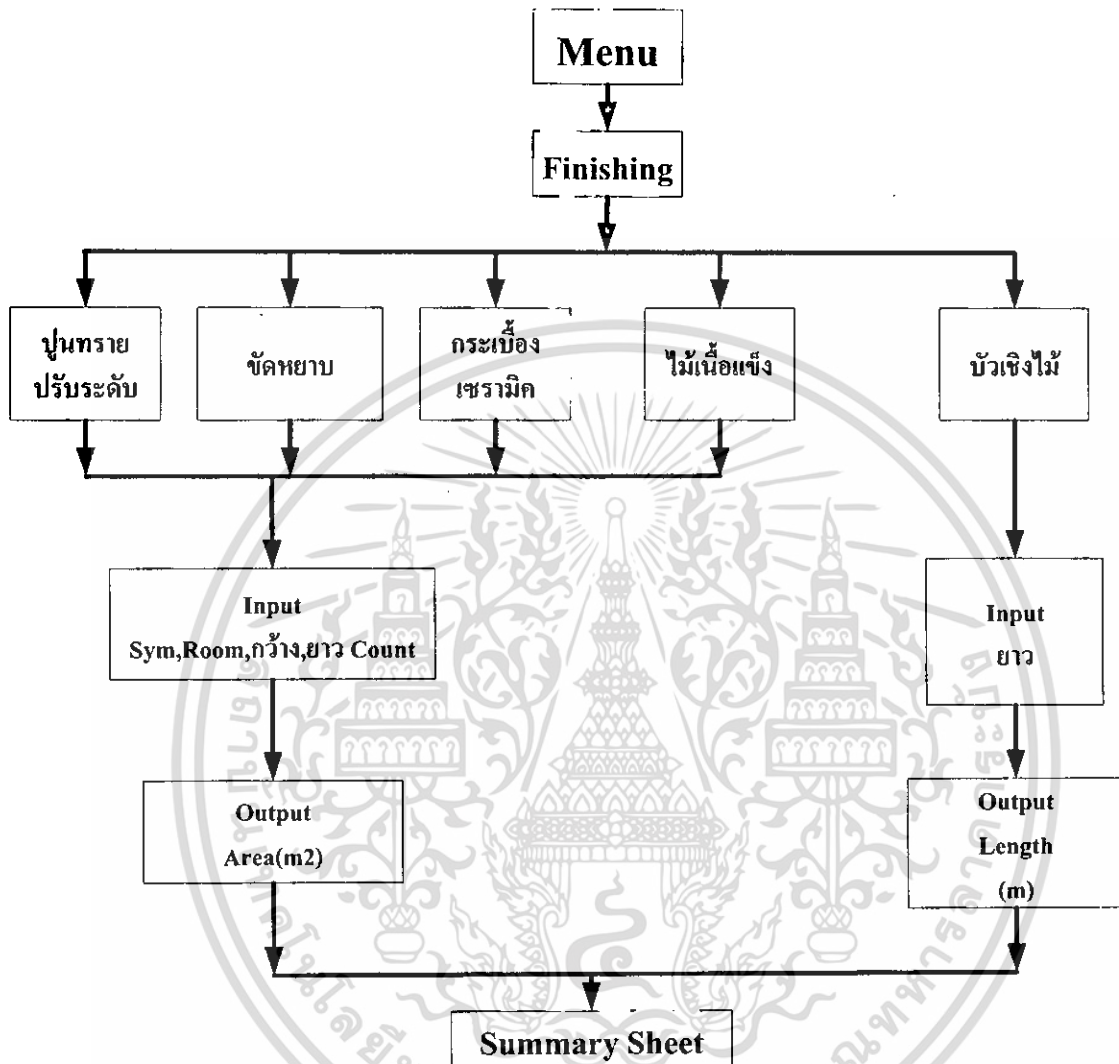 Menu
Finishing
ปูนทราย
ปรับระดับ
ขัดหยาบ
กระเบื้อง
เซรามิค
ไม้เนื้อแข็ง
บัวเชิงไม้
Input
Sym,Room,กว้าง,ยาว Count
Input
ยาว
Output
Area(m2)
Output
Length
(m)
Summary Sheet